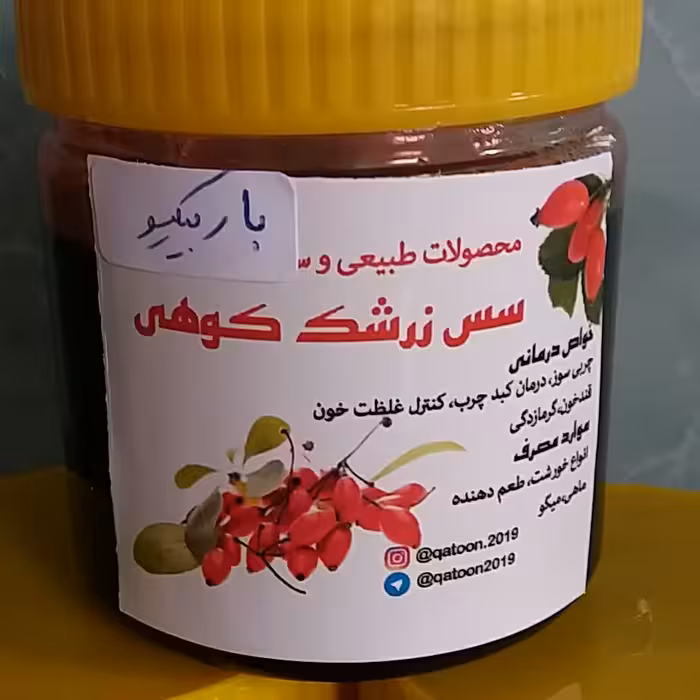 باربیکیو
محصولات طبیعی و
سس زرشک کوهی
خواص درمانی
چربی سوز، درمان کبد چرب، کنترل غلظت خون
قندخون،گرمازدگی
موارد مصرف
انواع خورشت، طعم دهنده
ماهی،میگو
@qatoon.2019
@qatoon2019